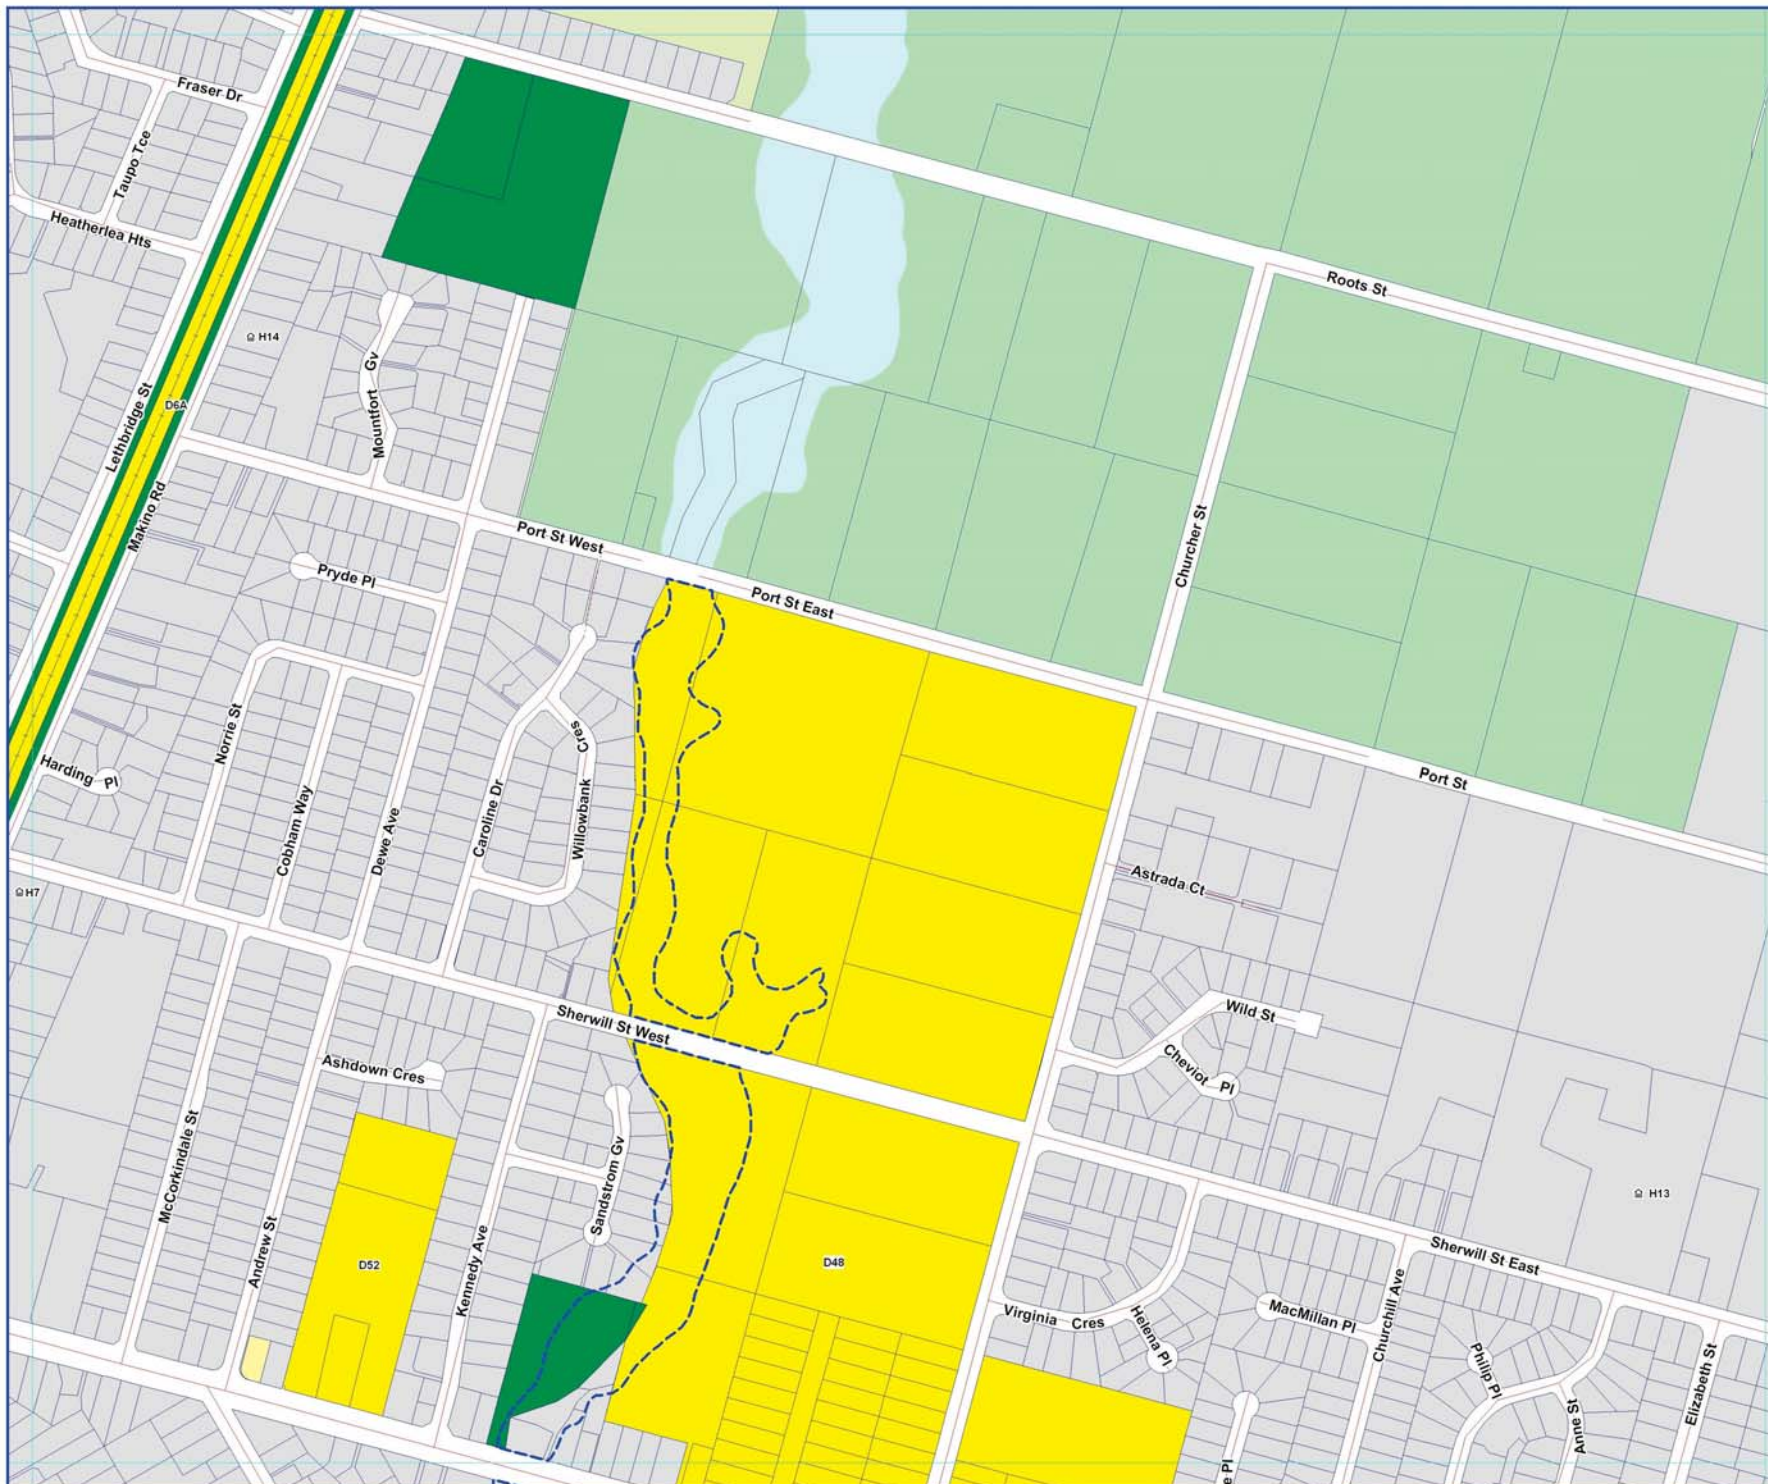 Fraser Dr
Taupo Tce
Heatherlea Hts
Roots St
H14
Mountfort Gv
Lethbridge St
D6A
Makino Rd
Port St West
Churcher St
Pryde Pl
Port St East
Norrie St
Willowbank Cres
Harding Pl
Port St
Cobham Way
Dewe Ave
Caroline Dr
H7
Astrada Ct
Sherwill St West
Wild St
Ashdown Cres
Cheviot Pl
McCorkindale St
Sandstrom Gv
H13
Andrew St
D52
Kennedy Ave
D48
Sherwill St East
Virginia Cres
Helena Pl
MacMillan Pl
Churchill Ave
Philip Pl
Elizabeth St
Anne St
e Pl